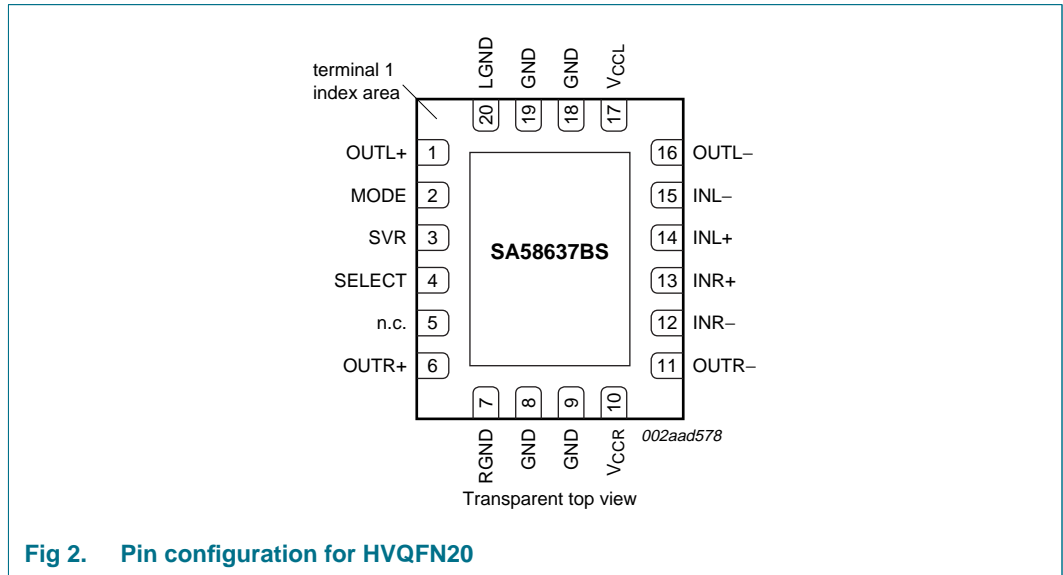 terminal 1
index area
LGND
GND
GND
VCCL
20
19
18
17
OUTL+ 1
MODE 2
SVR 3
SELECT 4
n.c. 5
OUTR+ 6
SA58637BS
16 OUTL−
15 INL−
14 INL+
13 INR+
12 INR−
11 OUTR−
7
8
9
10
RGND
GND
GND
VCCR
002aad578
Transparent top view
Fig 2. Pin configuration for HVQFN20